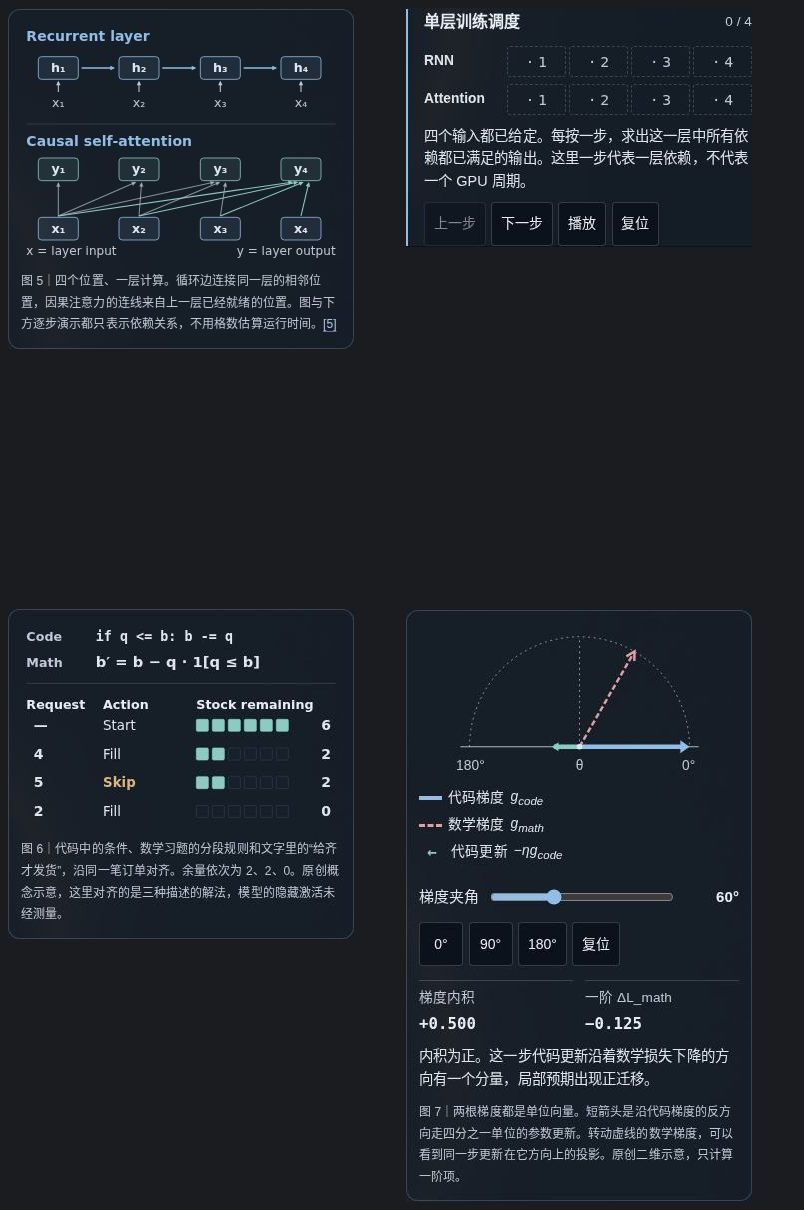 Recurrent layer
h₁ h₂ h₃ h₄
x₁ x₂ x₃ x₄
Causal self-attention
y₁ y₂ y₃ y₄
x₁ x₂ x₃ x₄
x = layer input y = layer output
图 5｜四个位置、一层计算。循环边连接同一层的相邻位
置，因果注意力的连线来自上一层已经就绪的位置。图与下
方逐步演示都只表示依赖关系，不用格数估算运行时间。[5]
单层训练调度 0 / 4
RNN · 1 · 2 · 3 · 4
Attention · 1 · 2 · 3 · 4
四个输入都已给定。每按一步，求出这一层中所有依
赖都已满足的输出。这里一步代表一层依赖，不代表
一个 GPU 周期。
上一步 下一步 播放 复位
Code if q <= b: b -= q
Math b′ = b − q · 1[q ≤ b]
Request Action Stock remaining
— Start 6
4 Fill 2
5 Skip 2
2 Fill 0
图 6｜代码中的条件、数学习题的分段规则和文字里的“给齐
才发货”，沿同一笔订单对齐。余量依次为 2、2、0。原创概
念示意，这里对齐的是三种描述的解法，模型的隐藏激活未
经测量。
180° θ 0°
代码梯度 g_code
数学梯度 g_math
← 代码更新 −ηg_code
梯度夹角 60°
0° 90° 180° 复位
梯度内积 一阶 ΔL_math
+0.500 −0.125
内积为正。这一步代码更新沿着数学损失下降的方
向有一个分量，局部预期出现正迁移。
图 7｜两根梯度都是单位向量。短箭头是沿代码梯度的反方
向走四分之一单位的参数更新。转动虚线的数学梯度，可以
看到同一步更新在它方向上的投影。原创二维示意，只计算
一阶项。